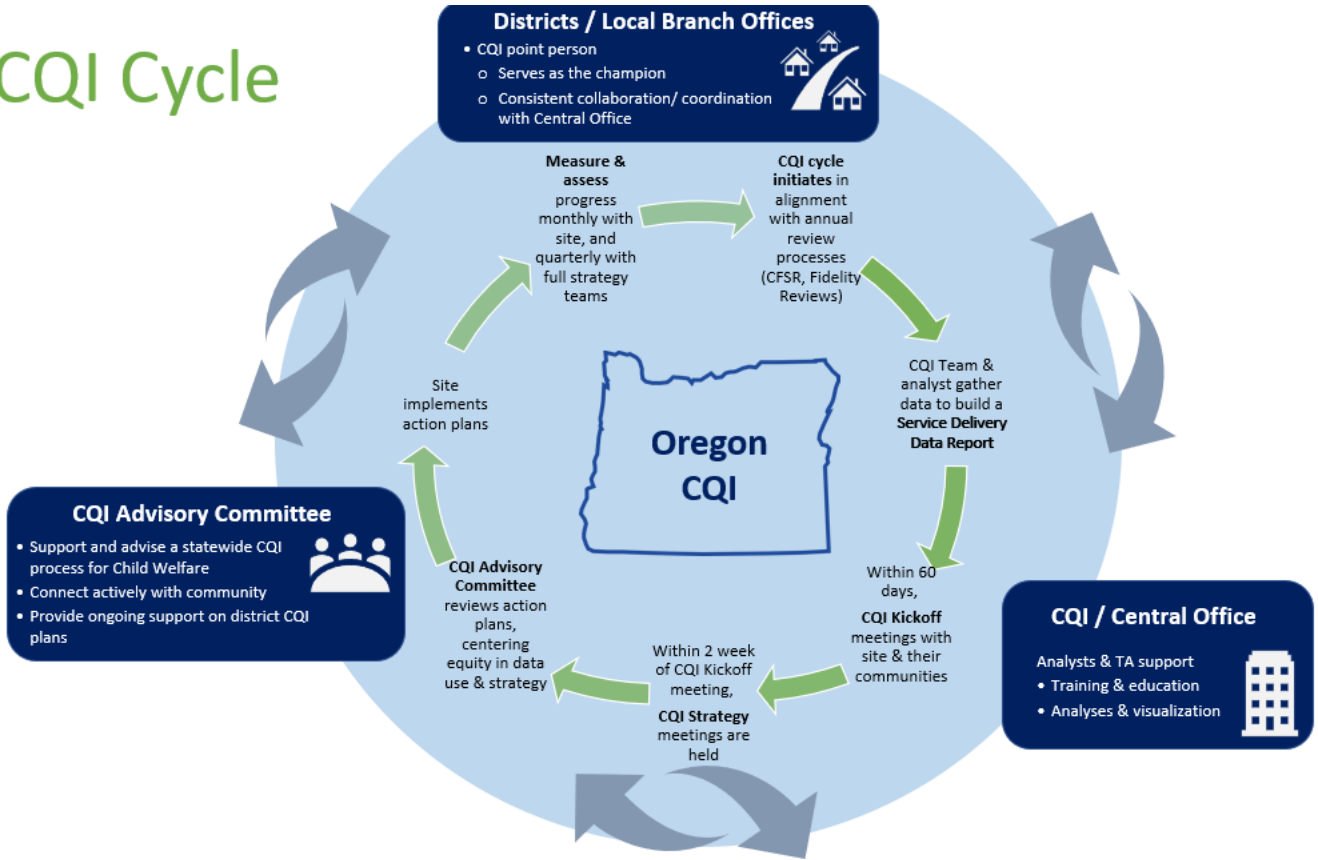 CQI Cycle
Districts / Local Branch Offices
• CQI point person
o Serves as the champion
o Consistent collaboration/ coordination
with Central Office
Measure &
assess
progress
monthly with
site, and
quarterly with
full strategy
teams
CQI cycle
initiates in
alignment
with annual
review
processes
(CFSR, Fidelity
Reviews)
CQI Team &
analyst gather
data to build a
Service Delivery
Data Report
Within 60
days,
CQI Kickoff
meetings with
site & their
communities
Within 2 week
of CQI Kickoff
meeting,
CQI Strategy
meetings are
held
CQI Advisory
Committee
reviews action
plans,
centering
equity in data
use & strategy
Site
implements
action plans
Oregon
CQI
CQI Advisory Committee
• Support and advise a statewide CQI
process for Child Welfare
• Connect actively with community
• Provide ongoing support on district CQI
plans
CQI / Central Office
Analysts & TA support
• Training & education
• Analyses & visualization